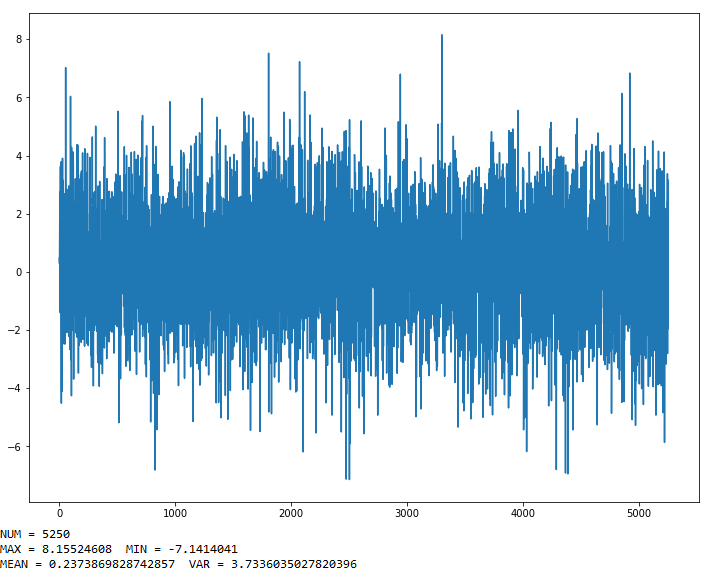 8
6
4
2
0
−2
−4
−6
0 1000 2000 3000 4000 5000
NUM = 5250
MAX = 8.15524608  MIN = -7.1414041
MEAN = 0.2373869828742857  VAR = 3.7336035027820396